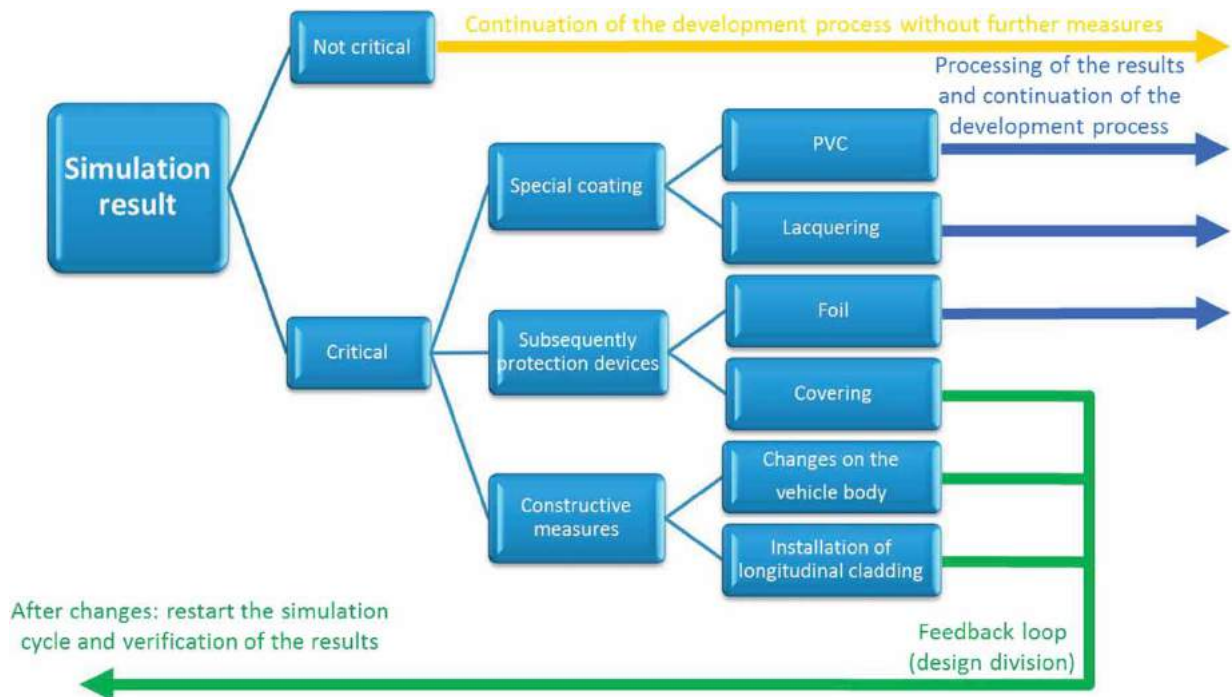 Continuation of the development process without further measures
Not critical
Processing of the results
and continuation of the
development process
Simulation
result
PVC
Special coating
Lacquering
Foil
Critical
Subsequently
protection devices
Covering
Changes on the
vehicle body
Constructive
measures
Installation of
longitudinal cladding
After changes: restart the simulation
cycle and verification of the results
Feedback loop
(design division)